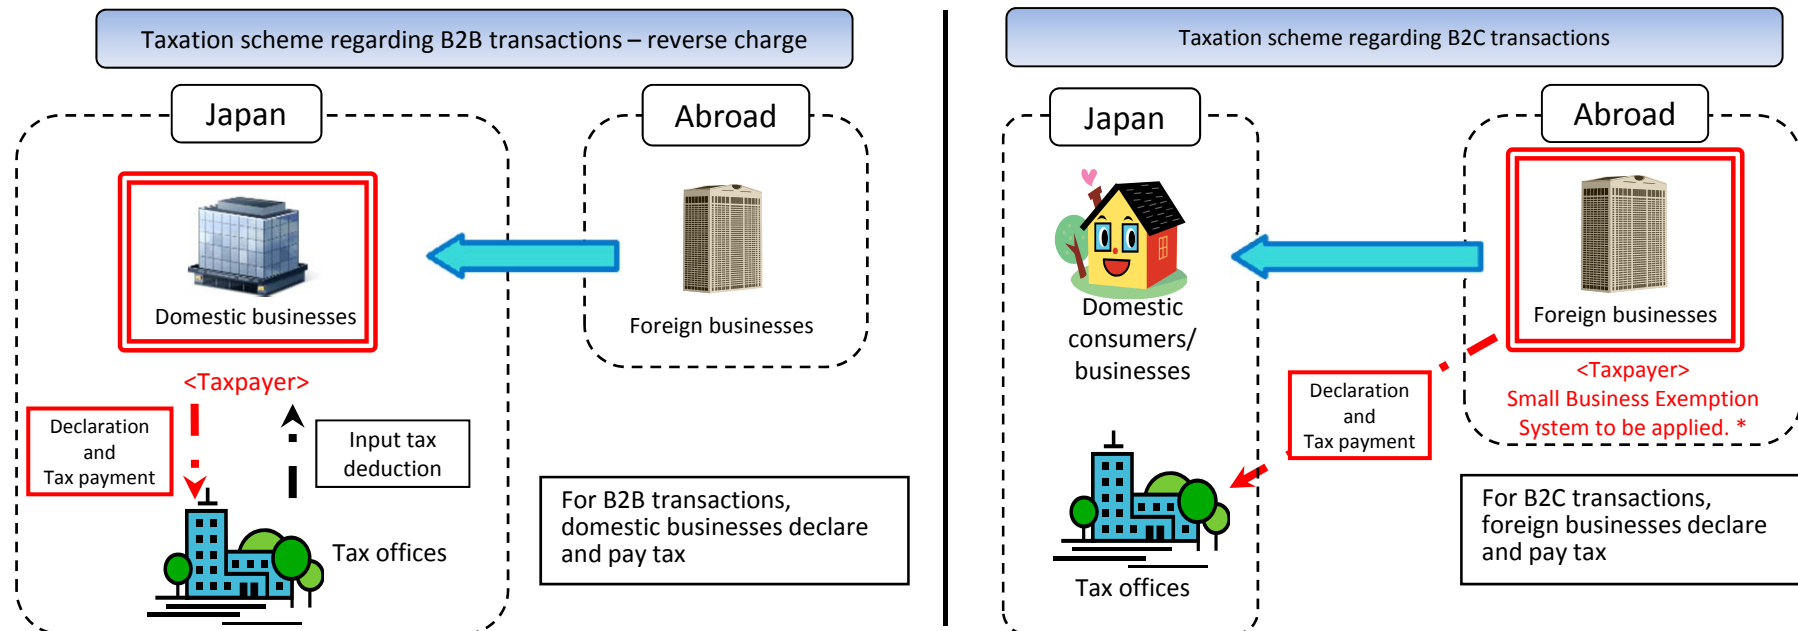 Taxation scheme regarding B2B transactions – reverse charge
Japan
Abroad
Domestic businesses
Foreign businesses
<Taxpayer>
Declaration
and
Tax payment
Input tax
deduction
Tax offices
For B2B transactions,
domestic businesses declare
and pay tax
Taxation scheme regarding B2C transactions
Japan
Abroad
Domestic
consumers/
businesses
Foreign businesses
<Taxpayer>
Small Business Exemption
System to be applied. *
Declaration
and
Tax payment
Tax offices
For B2C transactions,
foreign businesses declare
and pay tax